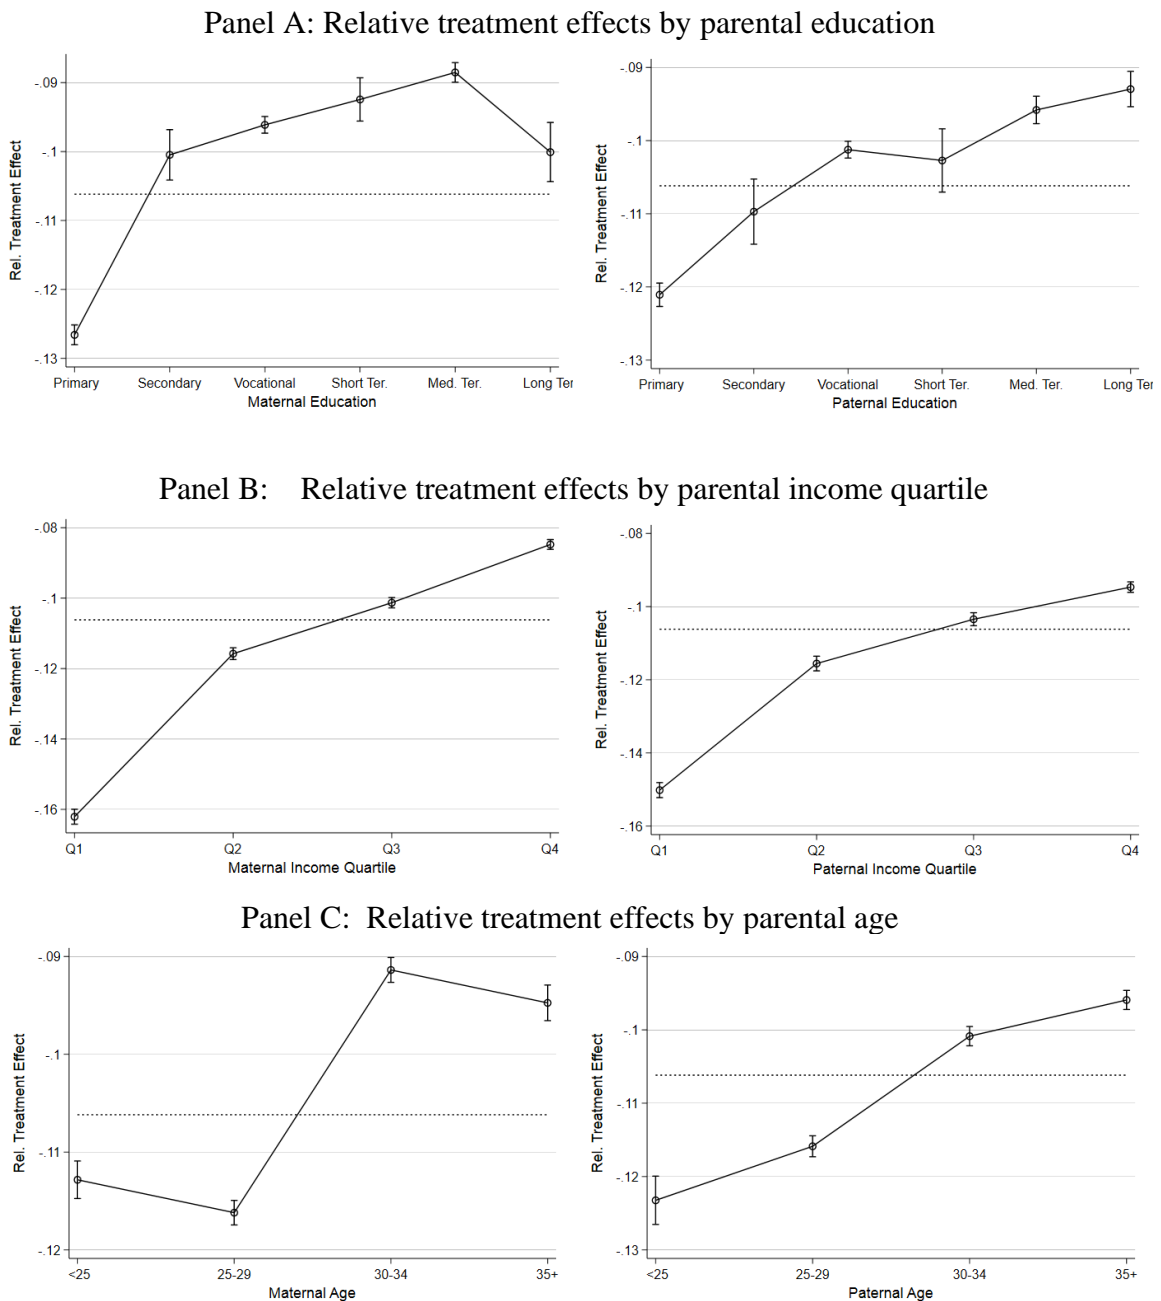 Panel A: Relative treatment effects by parental education
-.09
-.1
-.11
-.12
-.13
Rel. Treatment Effect
Primary Secondary Vocational Short Ter. Med. Ter. Long Ter
Maternal Education
-.09
-.1
-.11
-.12
-.13
Rel. Treatment Effect
Primary Secondary Vocational Short Ter. Med. Ter. Long Ter
Paternal Education
Panel B: Relative treatment effects by parental income quartile
-.08
-.1
-.12
-.14
-.16
Rel. Treatment Effect
Q1 Q2 Q3 Q4
Maternal Income Quartile
-.08
-.1
-.12
-.14
-.16
Rel. Treatment Effect
Q1 Q2 Q3 Q4
Paternal Income Quartile
Panel C: Relative treatment effects by parental age
-.09
-.1
-.11
-.12
Rel. Treatment Effect
<25 25-29 30-34 35+
Maternal Age
-.09
-.1
-.11
-.12
-.13
Rel. Treatment Effect
<25 25-29 30-34 35+
Paternal Age